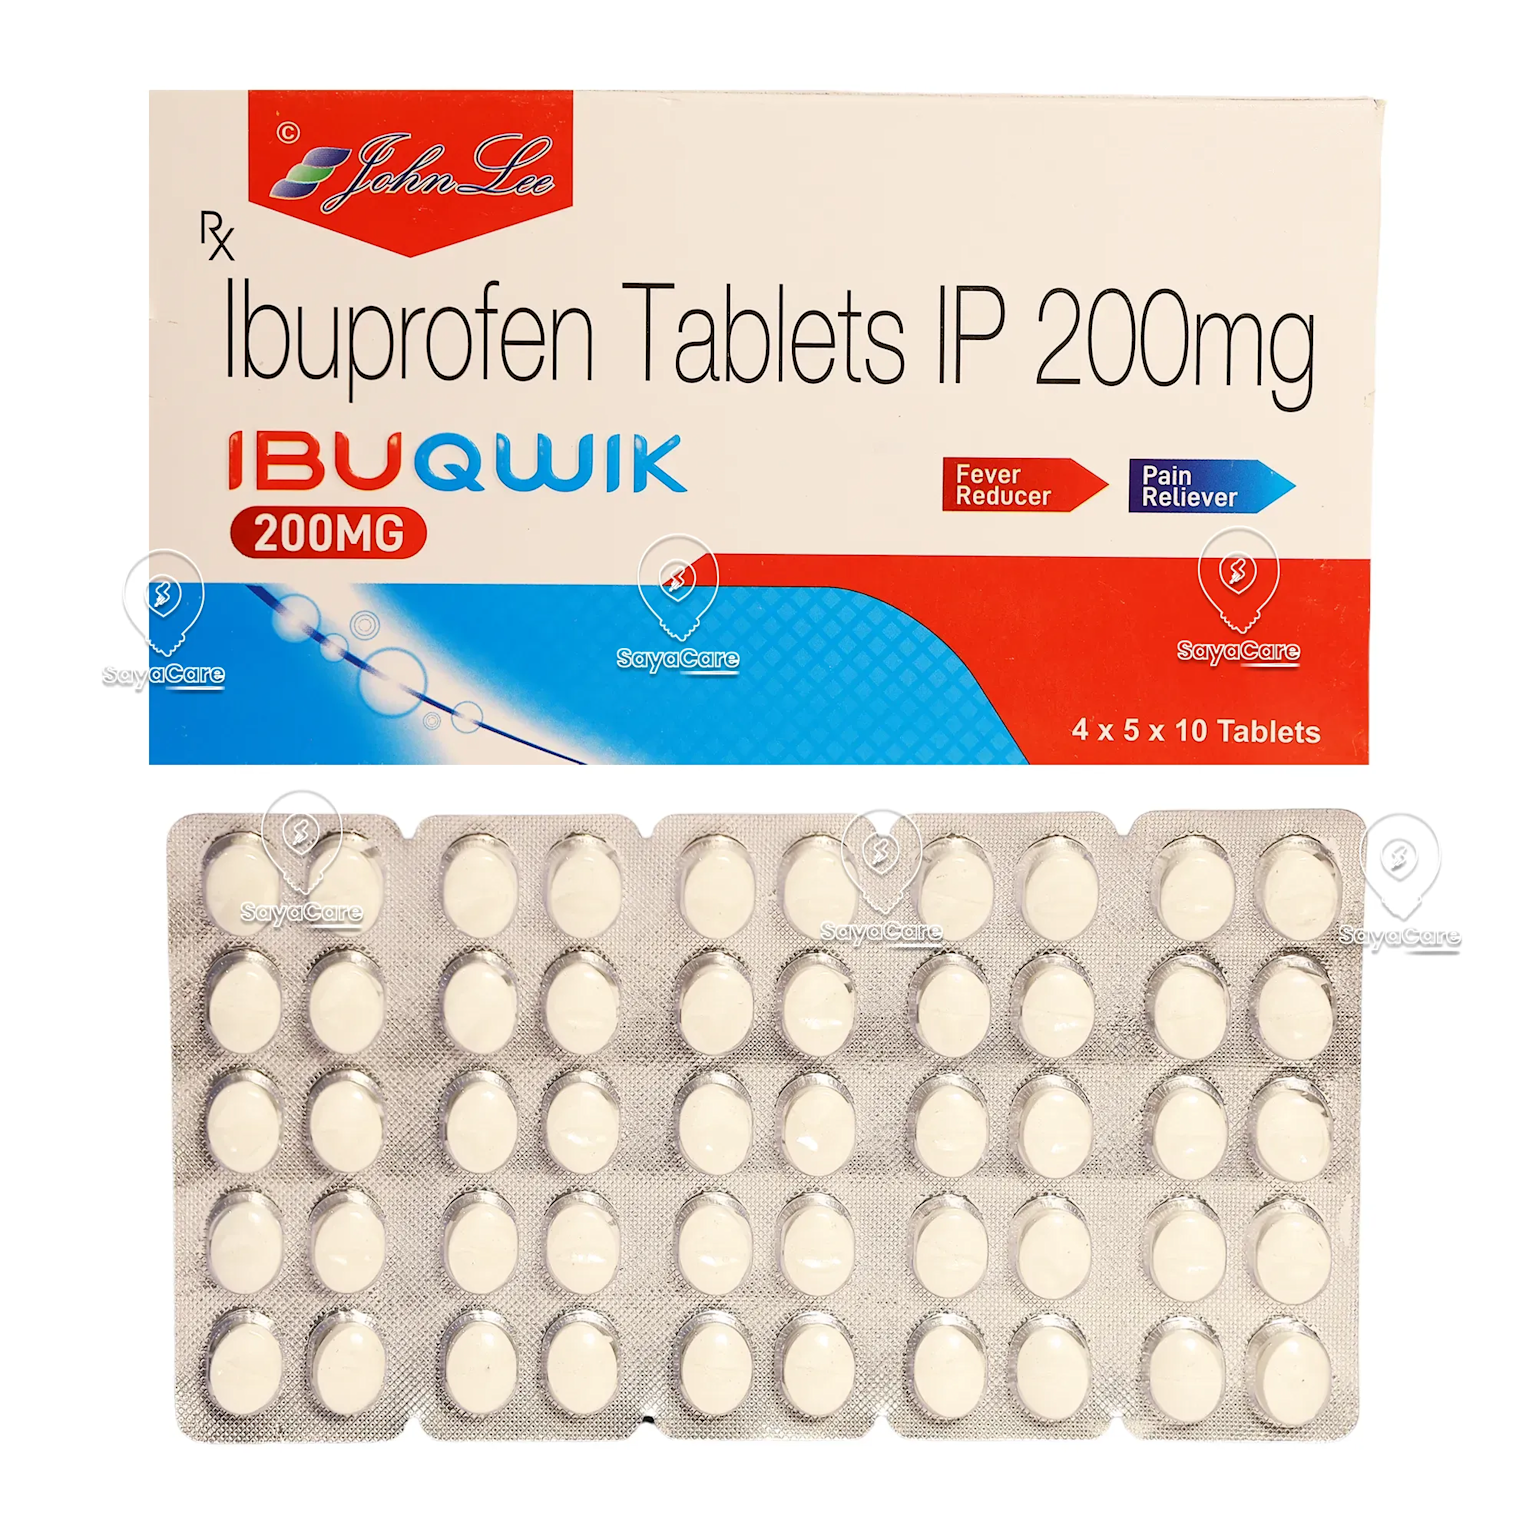 ©
John Lee
Rx
Ibuprofen Tablets IP 200mg
IBUQWIK
200MG
Fever
Reducer
Pain
Reliever
SayaCare
SayaCare
SayaCare
4 x 5 x 10 Tablets
SayaCare
SayaCare
SayaCare